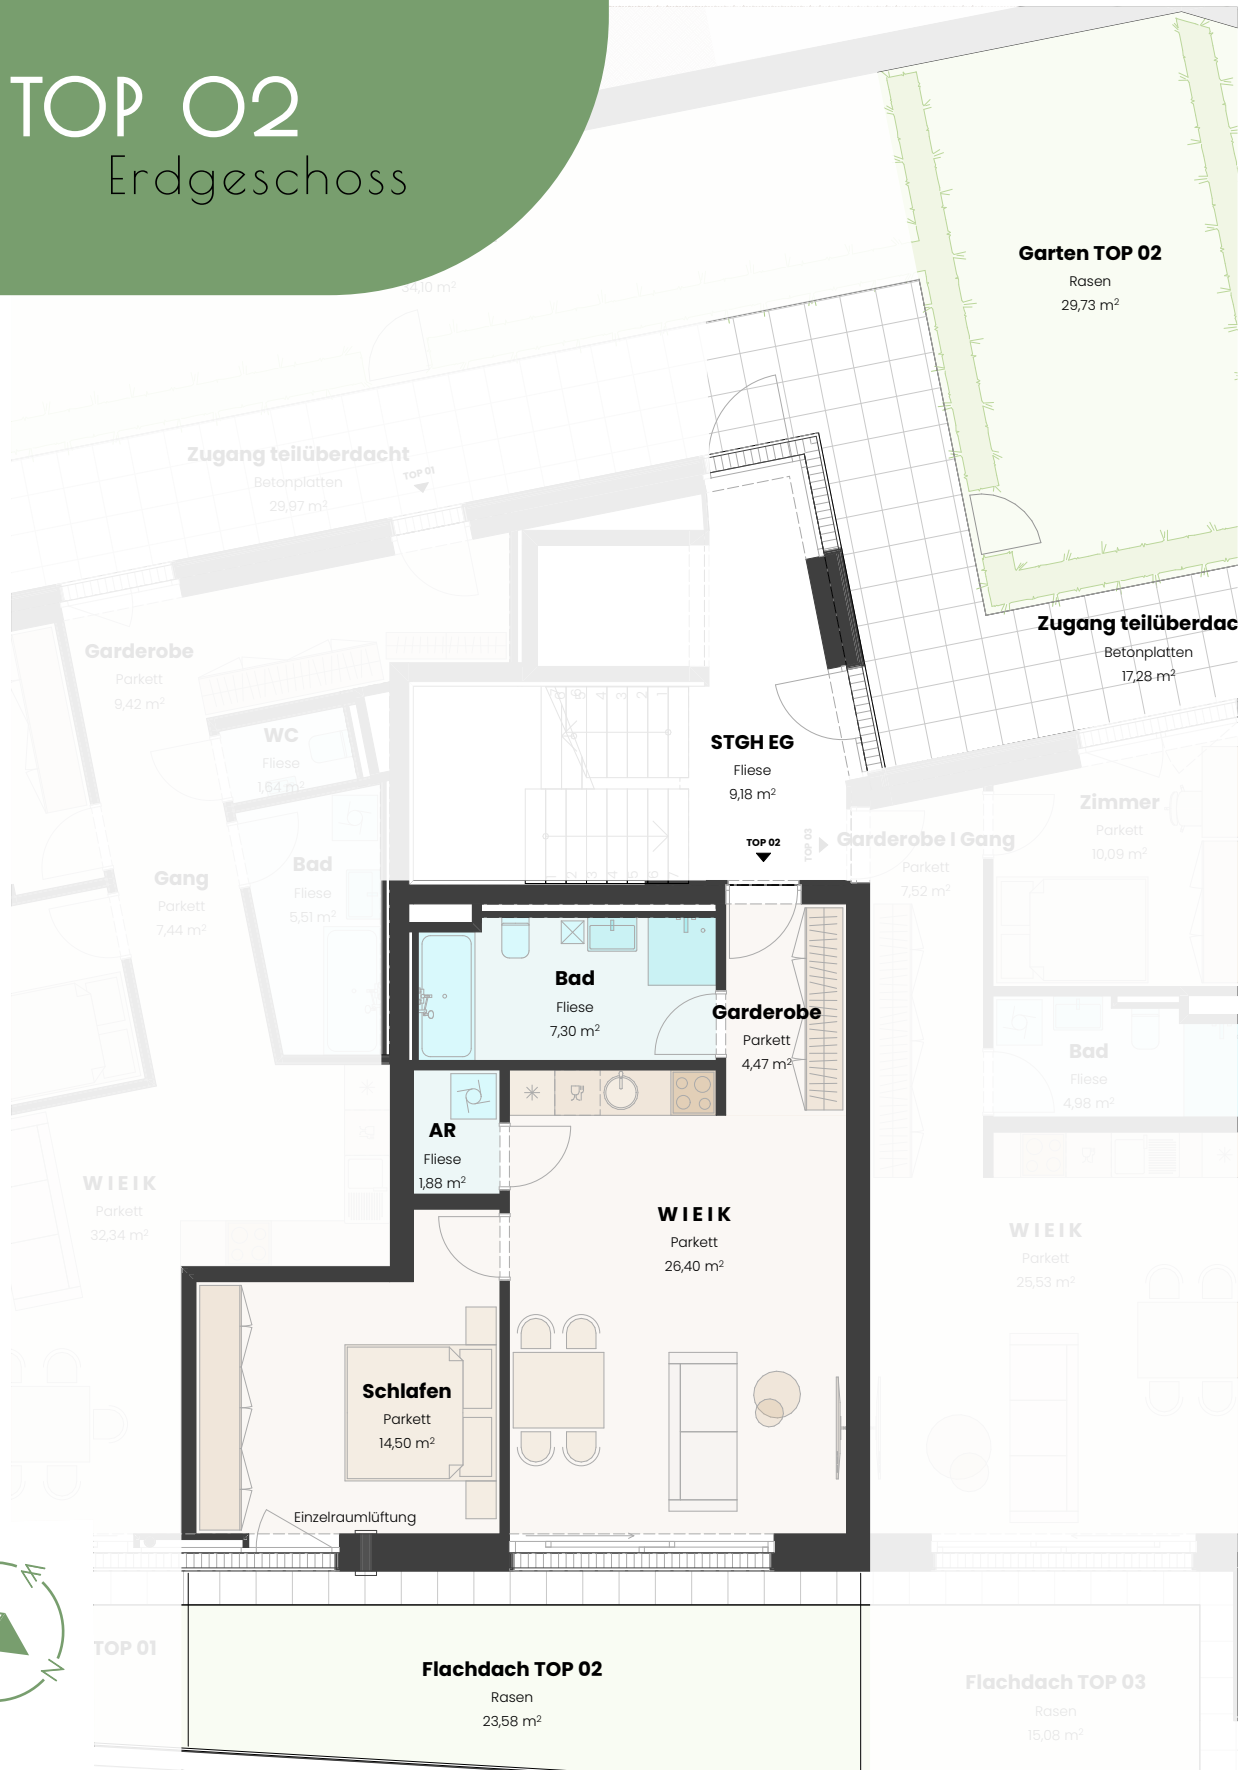 TOP 02
Erdgeschoss
34,10 m²
Garten TOP 02
Rasen
29,73 m²
Zugang teilüberdacht
Betonplatten
29,97 m²
TOP 01
Zugang teilüberdac
Betonplatten
17,28 m²
Garderobe
Parkett
9,42 m²
WC
Fliese
1,64 m²
STGH EG
Fliese
9,18 m²
TOP 02
TOP 03
Garderobe I Gang
Parkett
7,52 m²
Zimmer
Parkett
10,09 m²
Gang
Parkett
7,44 m²
Bad
Fliese
5,51 m²
Bad
Fliese
7,30 m²
Garderobe
Parkett
4,47 m²
Bad
Fliese
4,98 m²
AR
Fliese
1,88 m²
WIEIK
Parkett
32,34 m²
WIEIK
Parkett
26,40 m²
WIEIK
Parkett
25,53 m²
Schlafen
Parkett
14,50 m²
Einzelraumlüftung
N
TOP 01
Flachdach TOP 02
Rasen
23,58 m²
Flachdach TOP 03
Rasen
15,08 m²